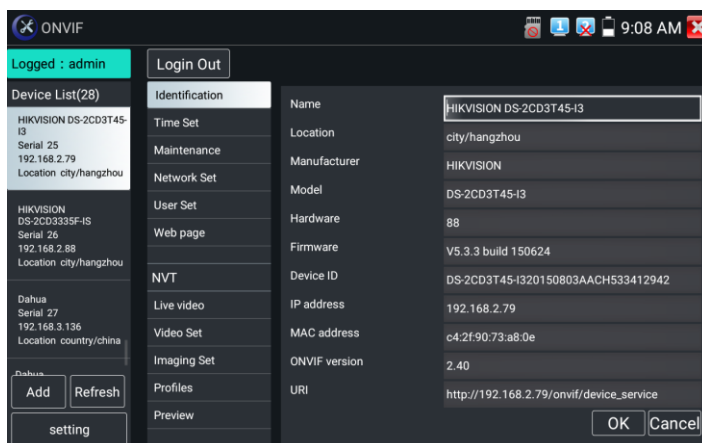 ONVIF
9:08 AM
Logged : admin
Login Out
Device List(28)
HIKVISION DS-2CD3T45-
I3
Serial 25
192.168.2.79
Location city/hangzhou
HIKVISION
DS-2CD3335F-IS
Serial 26
192.168.2.88
Location city/hangzhou
Dahua
Serial 27
192.168.3.136
Location country/china
Dahua
Add
Refresh
setting
Identification
Time Set
Maintenance
Network Set
User Set
Web page
NVT
Live video
Video Set
Imaging Set
Profiles
Preview
Name
HIKVISION DS-2CD3T45-I3
Location
city/hangzhou
Manufacturer
HIKVISION
Model
DS-2CD3T45-I3
Hardware
88
Firmware
V5.3.3 build 150624
Device ID
DS-2CD3T45-I320150803AACH533412942
IP address
192.168.2.79
MAC address
c4:2f:90:73:a8:0e
ONVIF version
2.40
URI
http://192.168.2.79/onvif/device_service
OK
Cancel